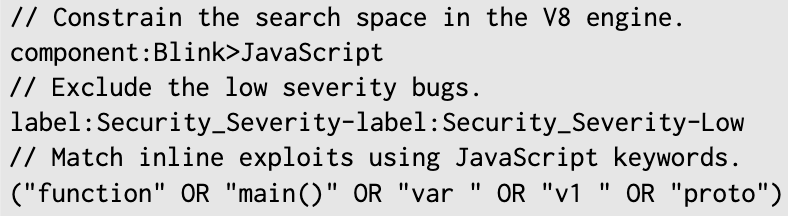 // Constrain the search space in the V8 engine.
component:Blink>JavaScript
// Exclude the low severity bugs.
label:Security_Severity-label:Security_Severity-Low
// Match inline exploits using JavaScript keywords.
("function" OR "main()" OR "var " OR "v1 " OR "proto")